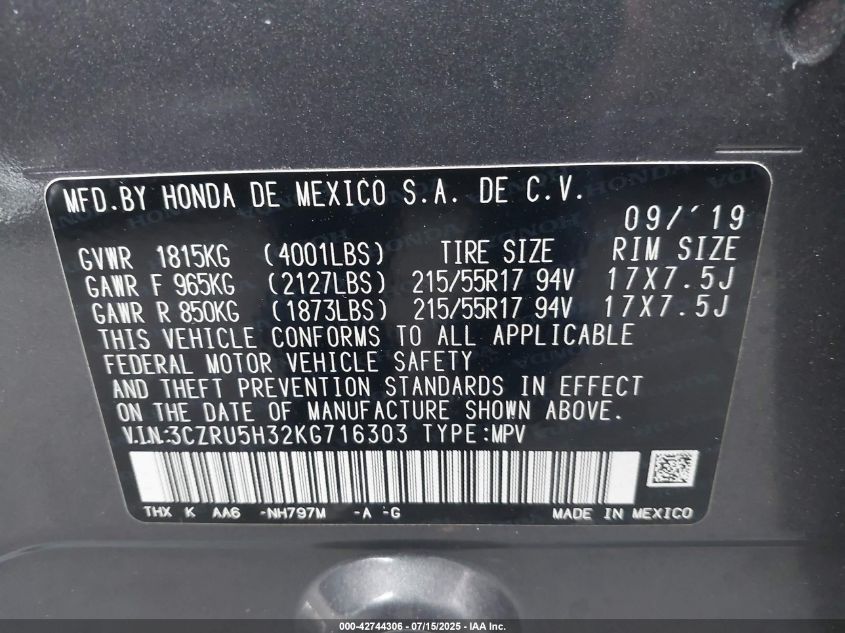 MFD.BY HONDA DE MEXICO S.A. DE C.V.
09/'19
GVWR 1815KG (4001LBS) TIRE SIZE RIM SIZE
GAWR F 965KG (2127LBS) 215/55R17 94V 17X7.5J
GAWR R 850KG (1873LBS) 215/55R17 94V 17X7.5J
THIS VEHICLE CONFORMS TO ALL APPLICABLE
FEDERAL MOTOR VEHICLE SAFETY
AND THEFT PREVENTION STANDARDS IN EFFECT
ON THE DATE OF MANUFACTURE SHOWN ABOVE.
V.I.N.:3CZRU5H32KG716303 TYPE:MPV
THX K AA6 -NH797M -A -G MADE IN MEXICO
000-42744306 - 07/15/2025 - IAA Inc.